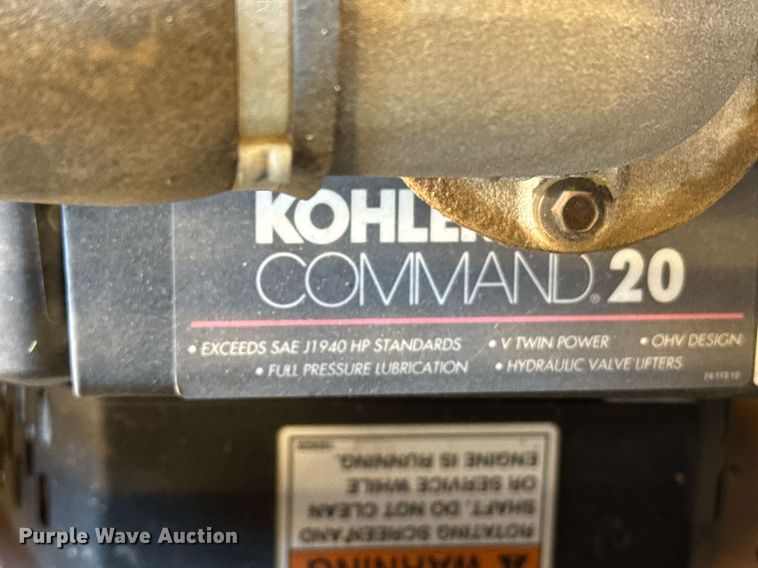 KOHLER
COMMAND® 20
• EXCEEDS SAE J1940 HP STANDARDS • V TWIN POWER • OHV DESIGN
• FULL PRESSURE LUBRICATION • HYDRAULIC VALVE LIFTERS
WARNING
ROTATING SCREEN AND
SHAFT. DO NOT CLEAN
OR SERVICE WHILE
ENGINE IS RUNNING.
Purple Wave Auction